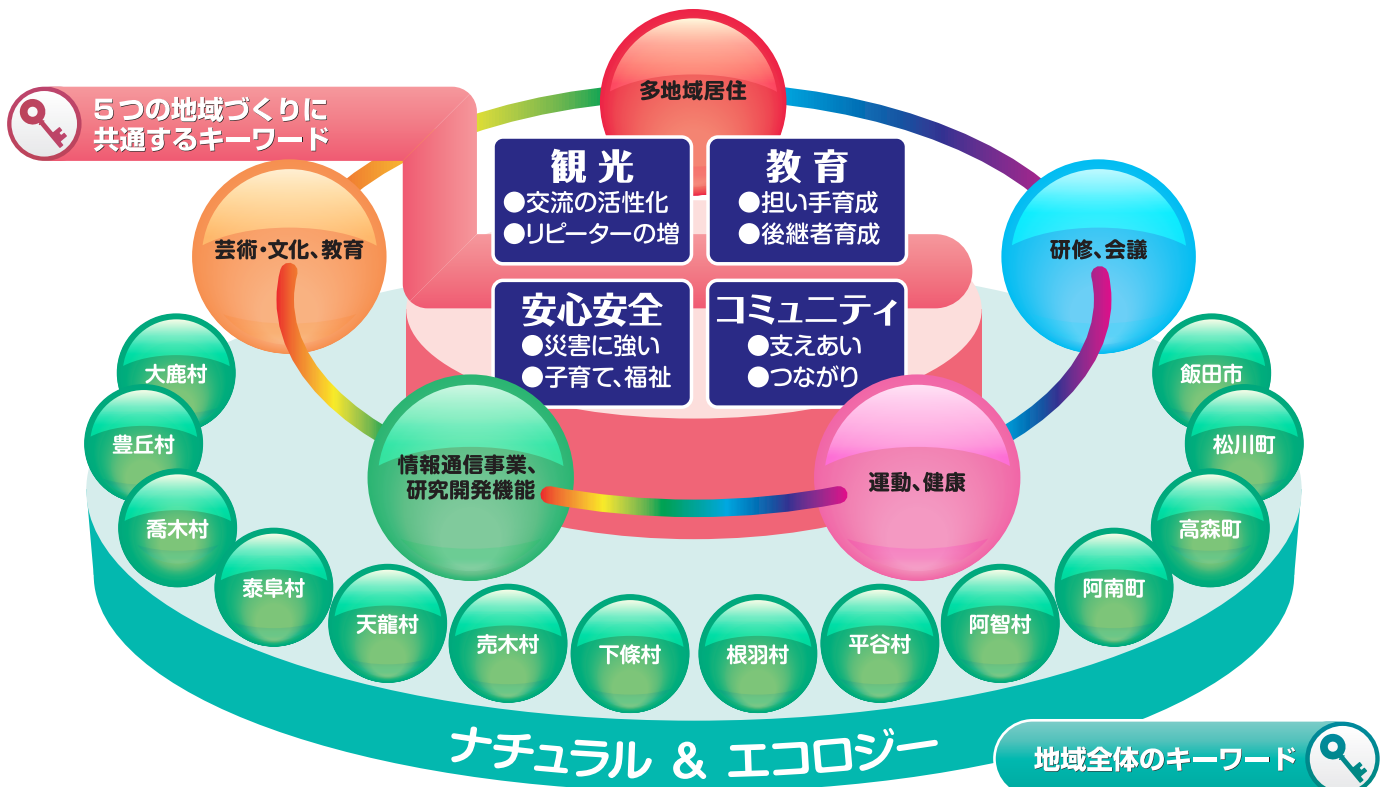 多地域居住
5つの地域づくりに
共通するキーワード
観光
●交流の活性化
●リピーターの増
教育
●担い手育成
●後継者育成
芸術・文化、教育
研修、会議
安心安全
●災害に強い
●子育て、福祉
コミュニティ
●支えあい
●つながり
情報通信事業、
研究開発機能
運動、健康
大鹿村
豊丘村
喬木村
泰阜村
天龍村
売木村
下條村
根羽村
平谷村
阿智村
阿南町
高森町
松川町
飯田市
ナチュラル & エコロジー
地域全体のキーワード